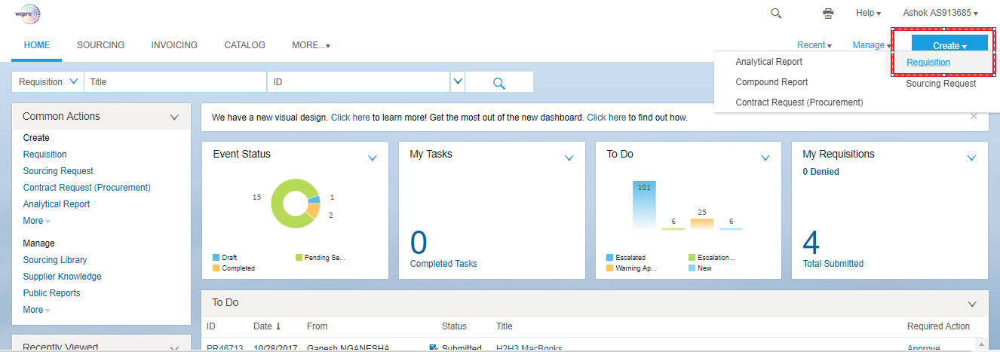 wipro
Help Ashok AS913685
HOME SOURCING INVOICING CATALOG MORE...
Recent Manage Create
Analytical Report Requisition
Compound Report Sourcing Request
Contract Request (Procurement)
Requisition Title ID
Common Actions
Create
Requisition
Sourcing Request
Contract Request (Procurement)
Analytical Report
More
Manage
Sourcing Library
Supplier Knowledge
Public Reports
More
Recently Viewed
We have a new visual design. Click here to learn more! Get the most out of the new dashboard. Click here to find out how.
Event Status
15 1
2
Draft Pending Se...
Completed
My Tasks
0
Completed Tasks
To Do
101 6 25 6
Escalated Escalation...
Warning Ap... New
My Requisitions
0 Denied
4
Total Submitted
To Do
ID Date ↓ From Status Title Required Action
PR46713 10/28/2017 Ganesh NGANESHA Submitted H2H3 MacBooks Approve